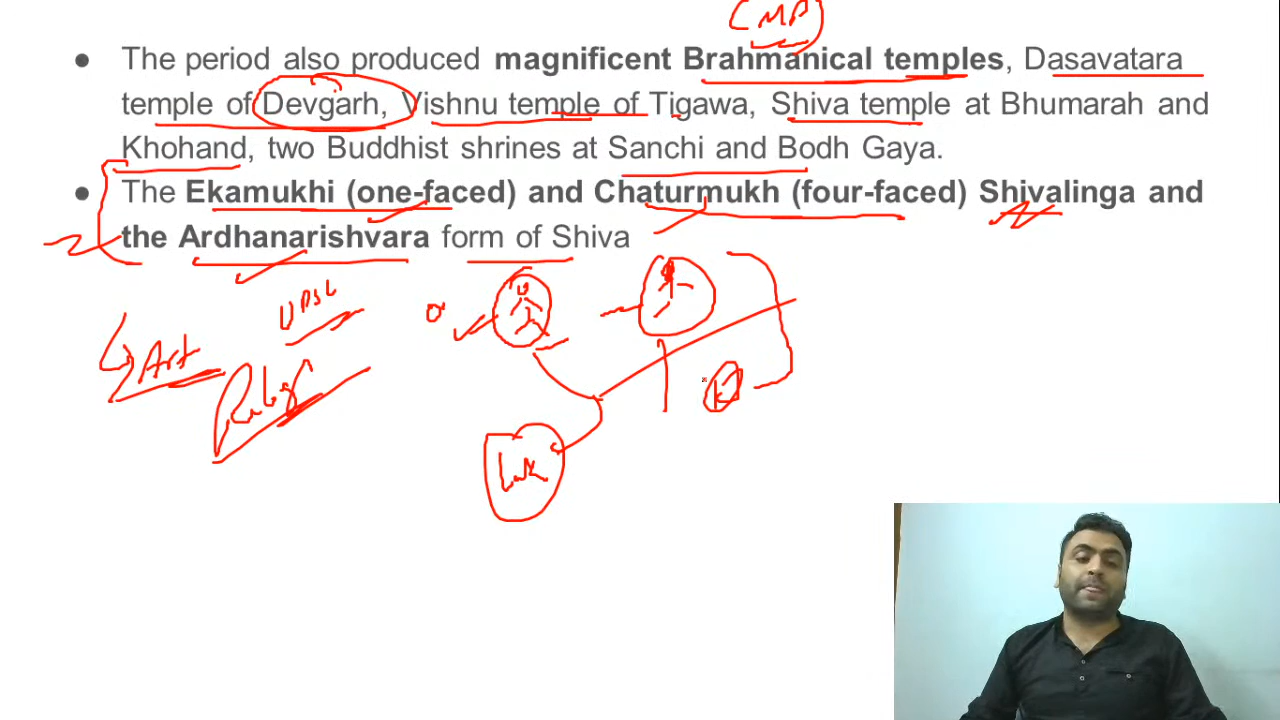 (MP)
● The period also produced magnificent Brahmanical temples, Dasavatara
temple of Devgarh, Vishnu temple of Tigawa, Shiva temple at Bhumarah and
Khohand, two Buddhist shrines at Sanchi and Bodh Gaya.
● The Ekamukhi (one-faced) and Chaturmukh (four-faced) Shivalinga and
the Ardhanarishvara form of Shiva
UPSC
Art